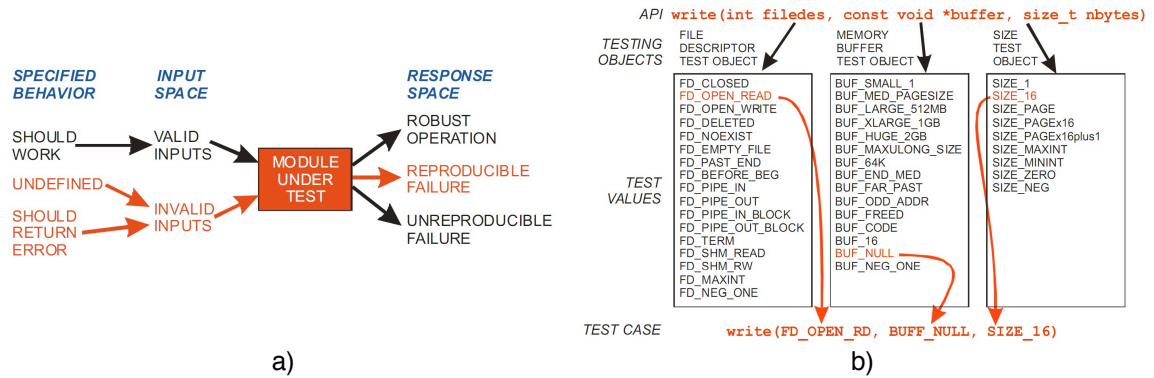 SPECIFIED
BEHAVIOR
INPUT
SPACE
RESPONSE
SPACE
SHOULD
WORK
VALID
INPUTS
UNDEFINED
SHOULD
RETURN
ERROR
INVALID
INPUTS
MODULE
UNDER
TEST
ROBUST
OPERATION
REPRODUCIBLE
FAILURE
UNREPRODUCIBLE
FAILURE
a)
API write(int filedes, const void *buffer, size_t nbytes)
TESTING
OBJECTS
FILE
DESCRIPTOR
TEST OBJECT
MEMORY
BUFFER
TEST OBJECT
SIZE
TEST
OBJECT
TEST
VALUES
FD_CLOSED
FD_OPEN_READ
FD_OPEN_WRITE
FD_DELETED
FD_NOEXIST
FD_EMPTY_FILE
FD_PAST_END
FD_BEFORE_BEG
FD_PIPE_IN
FD_PIPE_OUT
FD_PIPE_IN_BLOCK
FD_PIPE_OUT_BLOCK
FD_TERM
FD_SHM_READ
FD_SHM_RW
FD_MAXINT
FD_NEG_ONE
BUF_SMALL_1
BUF_MED_PAGESIZE
BUF_LARGE_512MB
BUF_XLARGE_1GB
BUF_HUGE_2GB
BUF_MAXULONG_SIZE
BUF_64K
BUF_END_MED
BUF_FAR_PAST
BUF_ODD_ADDR
BUF_FREED
BUF_CODE
BUF_16
BUF_NULL
BUF_NEG_ONE
SIZE_1
SIZE_16
SIZE_PAGE
SIZE_PAGEx16
SIZE_PAGEx16plus1
SIZE_MAXINT
SIZE_MININT
SIZE_ZERO
SIZE_NEG
TEST CASE write(FD_OPEN_RD, BUFF_NULL, SIZE_16)
b)